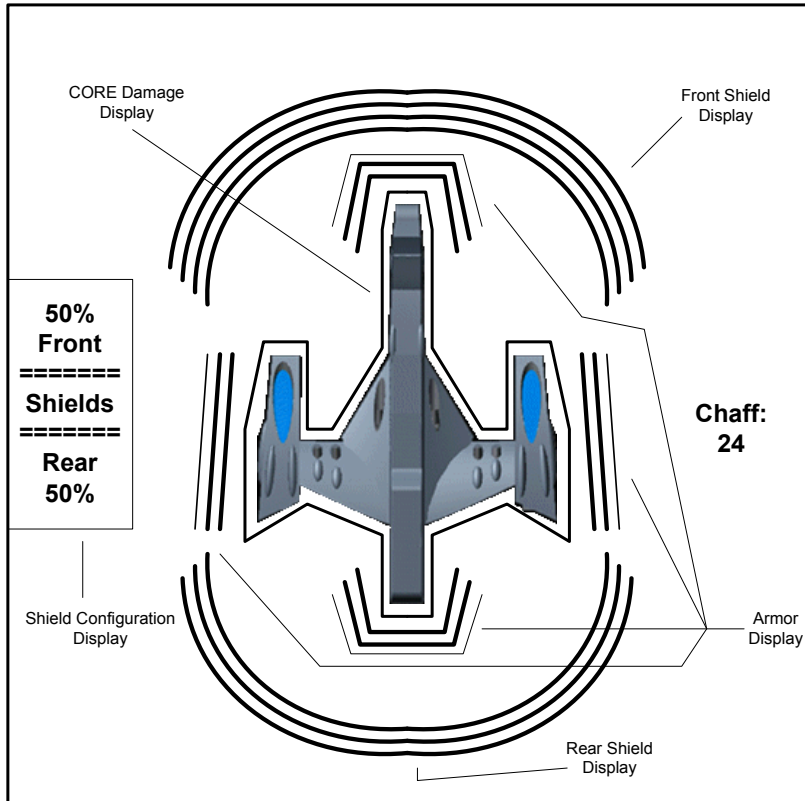 CORE Damage
Display
Front Shield
Display
50%
Front
=======
Shields
=======
Rear
50%
Chaff:
24
Shield Configuration
Display
Armor
Display
Rear Shield
Display